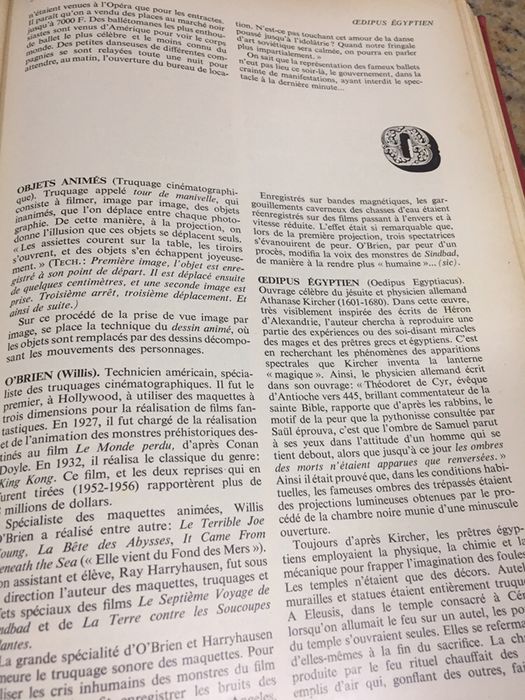 n'étaient venues à l'Opéra que pour les entractes.
Il paraît qu'on a vendu des places au marché noir
jusqu'à 7000 F. Des balletômanes les plus enthou-
siastes sont venus d'Amérique pour voir le corps
de ballet le plus célèbre et le moins connu du
monde. Des petites danseuses de différentes com-
pagnies se sont relayées toute une nuit pour
attendre, au matin, l'ouverture du bureau de loca-
ŒDIPUS ÉGYPTIEN
tion. N'est-ce pas touchant cet amour de la danse
poussé jusqu'à l'idolâtrie? Quand notre fringale
d'art soviétique sera calmée, on pourra en parler
plus impartialement. »
On sait que la représentation des fameux ballets
n'eut pas lieu ce soir-là, le gouvernement, dans la
crainte de manifestations, ayant interdit le spec-
tacle à la dernière minute...
O
OBJETS ANIMÉS (Truquage cinématographi-
que). Truquage appelé tour de manivelle, qui
consiste à filmer, image par image, des objets
inanimés, que l'on déplace entre chaque photo-
graphie. De cette manière, à la projection, on
donne l'illusion que ces objets se déplacent seuls.
« Les assiettes courent sur la table, les tiroirs
s'ouvrent, et des objets s'en échappent joyeuse-
ment. » (TECH.: Première image, l'objet est enre-
gistré à son point de départ. Il est déplacé ensuite
de quelques centimètres, et une seconde image est
prise. Troisième arrêt, troisième déplacement. Et
ainsi de suite.)
Sur ce procédé de la prise de vue image par
image, se place la technique du dessin animé, où
les objets sont remplacés par des dessins décompo-
sant les mouvements des personnages.
O'BRIEN (Willis). Technicien américain, spécia-
liste des truquages cinématographiques. Il fut le
premier, à Hollywood, à utiliser des maquettes à
trois dimensions pour la réalisation de films fan-
tastiques. En 1927, il fut chargé de la réalisation
et de l'animation des monstres préhistoriques des-
tinés au film Le Monde perdu, d'après Conan
Doyle. En 1932, il réalisa le classique du genre:
King Kong. Ce film, et les deux reprises qui en
furent tirées (1952-1956) rapportèrent plus de
millions de dollars.
Spécialiste des maquettes animées, Willis
O'Brien a réalisé entre autre: Le Terrible Joe
Young, La Bête des Abysses, It Came From
Beneath the Sea (« Elle vient du Fond des Mers »).
on assistant et élève, Ray Harryhausen, fut sous
direction l'auteur des maquettes, truquages et
ets spéciaux des films Le Septième Voyage de
ndbad et de La Terre contre les Soucoupes
lantes.
La grande spécialité d'O'Brien et Harryhausen
meure le truquage sonore des maquettes. Pour
liser les cris inhumains des monstres du film
enregistrer les bruits des
Enregistrés sur bandes magnétiques, les gar-
gouillements caverneux des chasses d'eau étaient
réenregistrés sur des films passant à l'envers et à
vitesse réduite. L'effet était si remarquable que,
lors de la première projection, trois spectatrices
s'évanouirent de peur. O'Brien, par peur d'un
procès, modifia la voix des monstres de Sindbad,
de manière à la rendre plus « humaine »... (sic).
ŒDIPUS ÉGYPTIEN (Oedipus Egyptiacus).
Ouvrage célèbre du jésuite et physicien allemand
Athanase Kircher (1601-1680). Dans cette œuvre,
très visiblement inspirée des écrits de Héron
d'Alexandrie, l'auteur chercha à reproduire une
partie des expériences ou des soi-disant miracles
des mages et des prêtres grecs et égyptiens. C'est
en recherchant les phénomènes des apparitions
spectrales que Kircher inventa la lanterne
« magique ». Ainsi, le physicien allemand écrit
dans son ouvrage: « Théodoret de Cyr, évêque
d'Antioche vers 445, brillant commentateur de la
sainte Bible, rapporte que d'après les rabbins, le
motif de la peur que la pythonisse consultée par
Saül éprouva, c'est que l'ombre de Samuel parut
à ses yeux dans l'attitude d'un homme qui se
tient debout, alors que jusqu'à ce jour les ombres
des morts n'étaient apparues que renversées. »
Ainsi il était prouvé que, dans les conditions habi-
tuelles, les fameuses ombres des trépassés étaient
des projections lumineuses obtenues par le pro-
cédé de la chambre noire munie d'une minuscule
ouverture.
Toujours d'après Kircher, les prêtres égyp-
tiens employaient la physique, la chimie et la
mécanique pour frapper l'imagination des foules
Les temples n'étaient que des décors. Autel
murailles et statues étaient entièrement truqu
A Eleusis, dans le temple consacré à Cér
lorsqu'on allumait le feu sur un autel, les po
du temple s'ouvraient seules. Elles se referma
d'elles-mêmes à la fin du sacrifice. La ch
produite par le feu rituel chauffait des
emplis d'air qui, gonflant des outres, fai